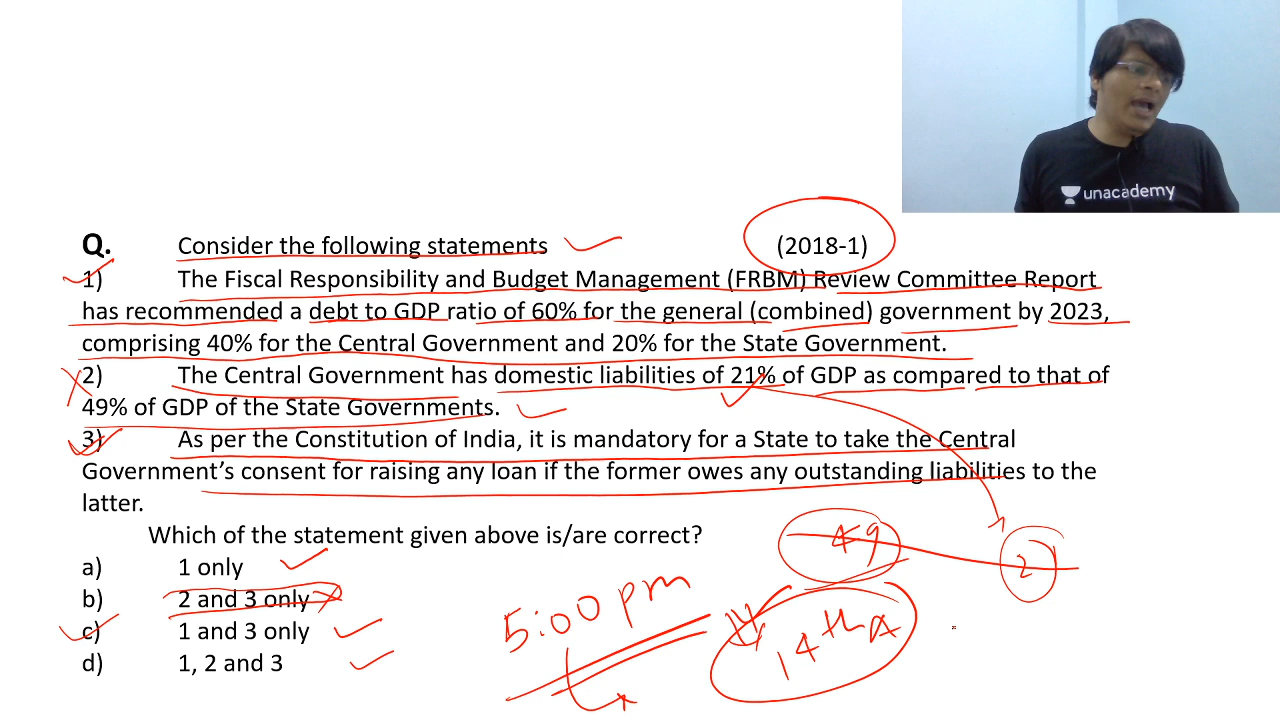 unacademy
Q. Consider the following statements (2018-1)
1) The Fiscal Responsibility and Budget Management (FRBM) Review Committee Report
has recommended a debt to GDP ratio of 60% for the general (combined) government by 2023,
comprising 40% for the Central Government and 20% for the State Government.
2) The Central Government has domestic liabilities of 21% of GDP as compared to that of
49% of GDP of the State Governments.
3) As per the Constitution of India, it is mandatory for a State to take the Central
Government’s consent for raising any loan if the former owes any outstanding liabilities to the
latter.
Which of the statement given above is/are correct?
49
21
a) 1 only
b) 2 and 3 only
5:00 pm
c) 1 and 3 only
14th A
d) 1, 2 and 3